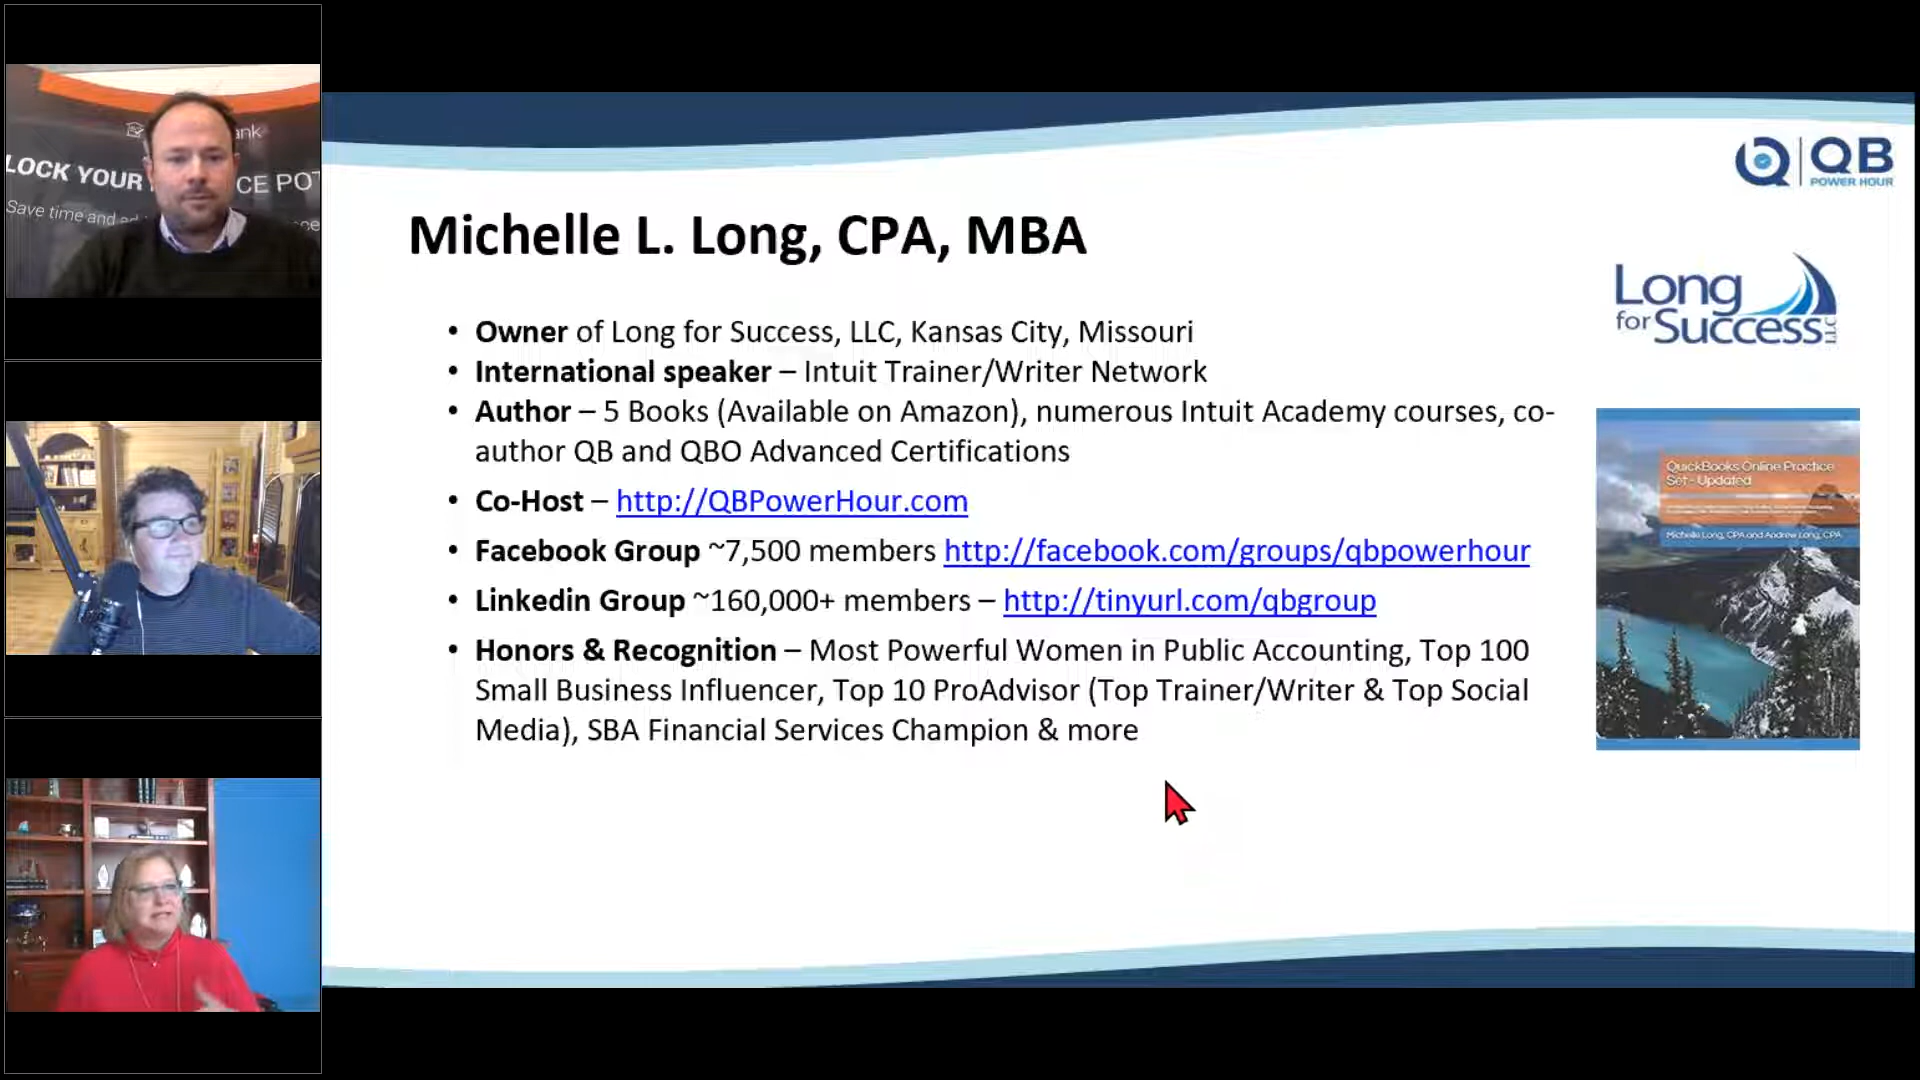 ank
LOCK YOUR
CE POT
Save time and ad
QB
POWER HOUR
Michelle L. Long, CPA, MBA
Long
for Success LLC
• Owner of Long for Success, LLC, Kansas City, Missouri
• International speaker – Intuit Trainer/Writer Network
• Author – 5 Books (Available on Amazon), numerous Intuit Academy courses, co-
author QB and QBO Advanced Certifications
• Co-Host – http://QBPowerHour.com
• Facebook Group ~7,500 members http://facebook.com/groups/qbpowerhour
• Linkedin Group ~160,000+ members – http://tinyurl.com/qbgroup
• Honors & Recognition – Most Powerful Women in Public Accounting, Top 100
Small Business Influencer, Top 10 ProAdvisor (Top Trainer/Writer & Top Social
Media), SBA Financial Services Champion & more
QuickBooks Online Practice
Set - Updated
Michelle Long, CPA and Andrew Long, CPA